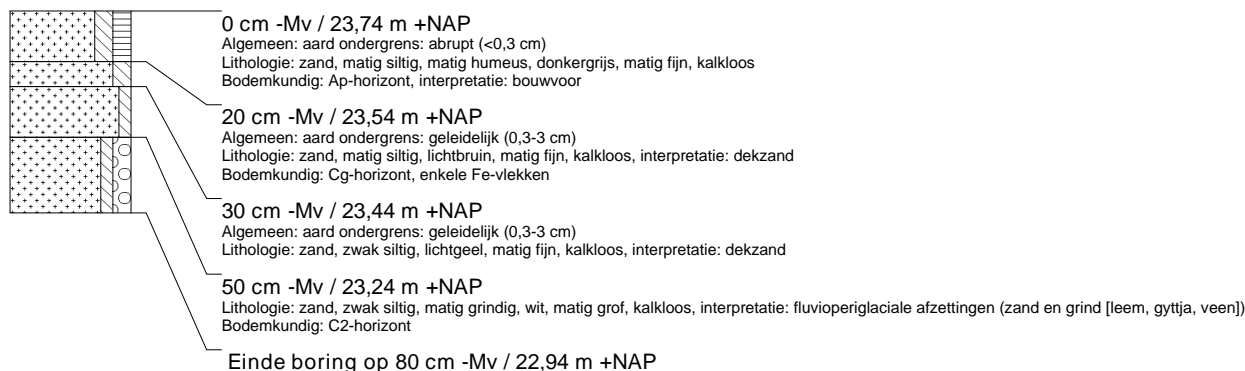 0 cm -Mv / 23,74 m +NAP
Algemeen: aard ondergrens: abrupt (<0,3 cm)
Lithologie: zand, matig siltig, matig humeus, donkergrijs, matig fijn, kalkloos
Bodemkundig: Ap-horizont, interpretatie: bouwvoor
20 cm -Mv / 23,54 m +NAP
Algemeen: aard ondergrens: geleidelijk (0,3-3 cm)
Lithologie: zand, matig siltig, lichtbruin, matig fijn, kalkloos, interpretatie: dekzand
Bodemkundig: Cg-horizont, enkele Fe-vlekken
30 cm -Mv / 23,44 m +NAP
Algemeen: aard ondergrens: geleidelijk (0,3-3 cm)
Lithologie: zand, zwak siltig, lichtgeel, matig fijn, kalkloos, interpretatie: dekzand
50 cm -Mv / 23,24 m +NAP
Lithologie: zand, zwak siltig, matig grindig, wit, matig grof, kalkloos, interpretatie: fluvioperiglaciale afzettingen (zand en grind [leem, gyttja, veen])
Bodemkundig: C2-horizont
Einde boring op 80 cm -Mv / 22,94 m +NAP